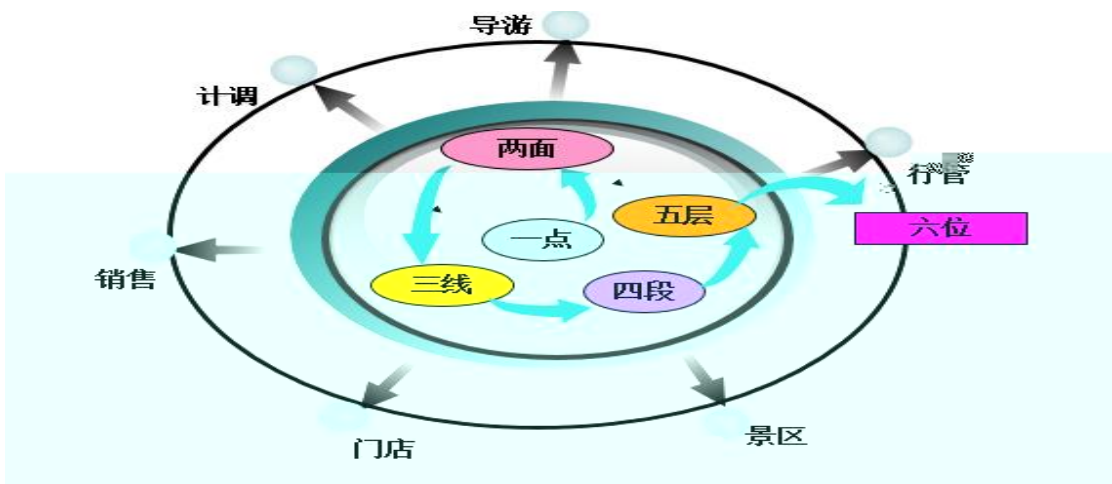 导游
计调
两面
行管
五层
六位
一点
销售
三线
四段
景区
门店